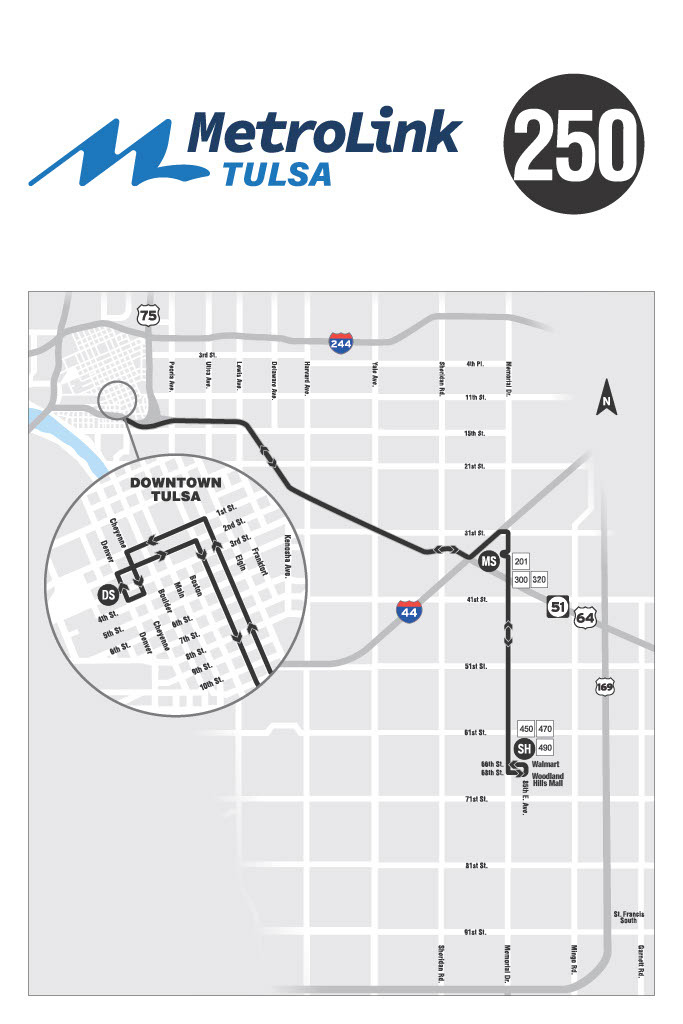 MetroLink
TULSA
250
75
244
3rd St.
Peoria Ave.
Utica Ave.
Lewis Ave.
Delaware Ave.
Harvard Ave.
Yale Ave.
Sheridan Rd.
4th Pl.
Memorial Dr.
11th St.
N
15th St.
21st St.
DOWNTOWN
TULSA
1st St.
2nd St.
3rd St.
Cheyenne
Denver
Elgin
Frankfort
Kenosha Ave.
31st St.
MS
201
300
320
DS
Boston
Main
Boulder
Cheyenne
Denver
4th St.
5th St.
6th St.
6th St.
7th St.
8th St.
9th St.
10th St.
44
41st St.
51
64
51st St.
169
61st St.
450
470
SH
490
66th St.
68th St.
Walmart
Woodland
Hills Mall
85th E. Ave.
71st St.
81st St.
St. Francis
South
91st St.
Sheridan Rd.
Memorial Dr.
Mingo Rd.
Garnett Rd.